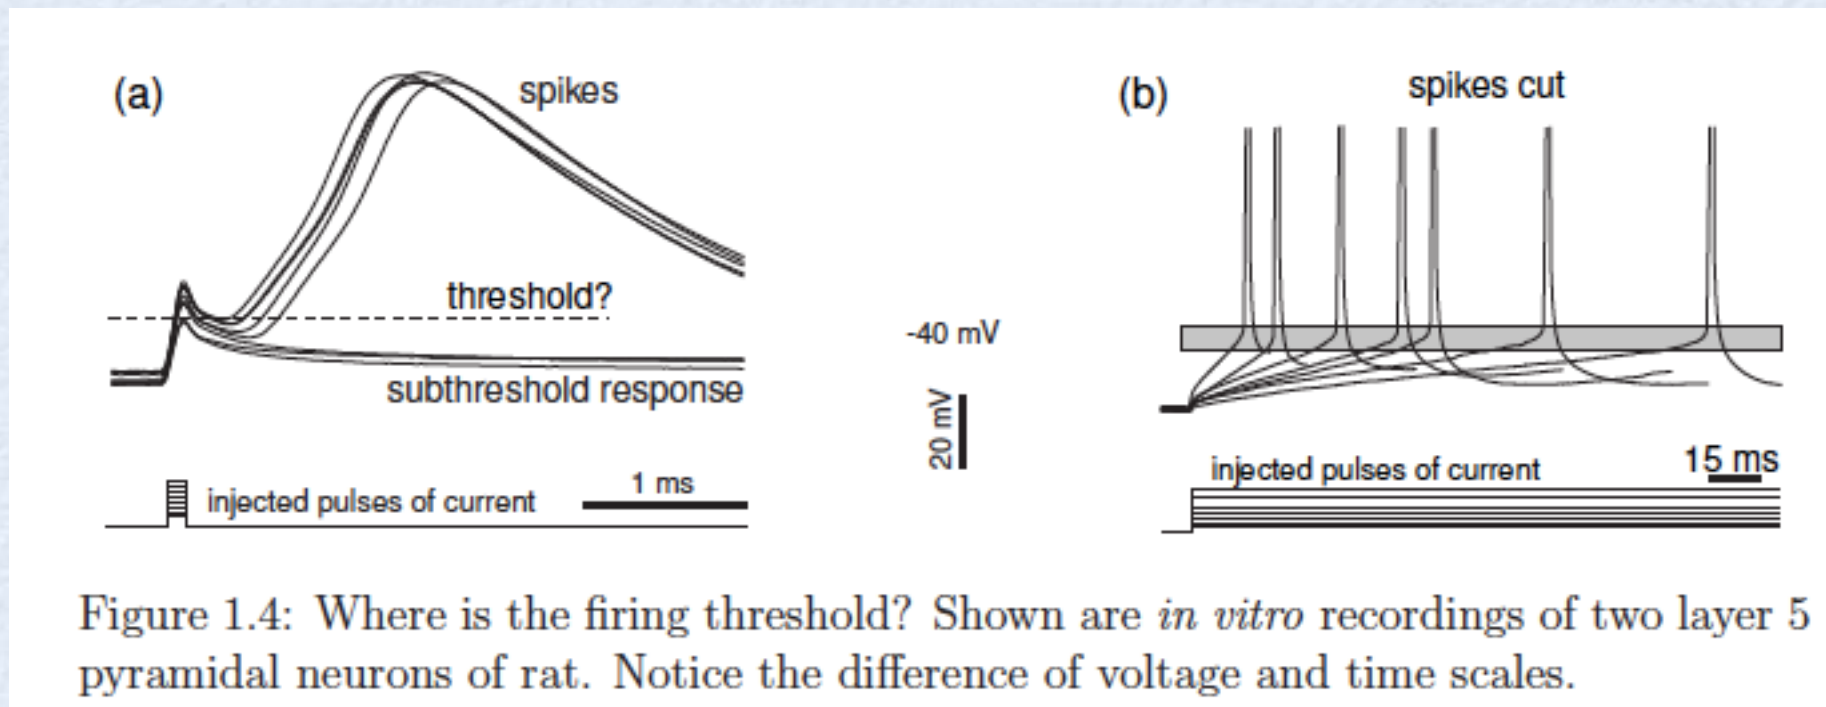 (a)
spikes
threshold?
subthreshold response
injected pulses of current
1 ms
-40 mV
20 mV
(b)
spikes cut
injected pulses of current
15 ms
Figure 1.4: Where is the firing threshold? Shown are in vitro recordings of two layer 5
pyramidal neurons of rat. Notice the difference of voltage and time scales.